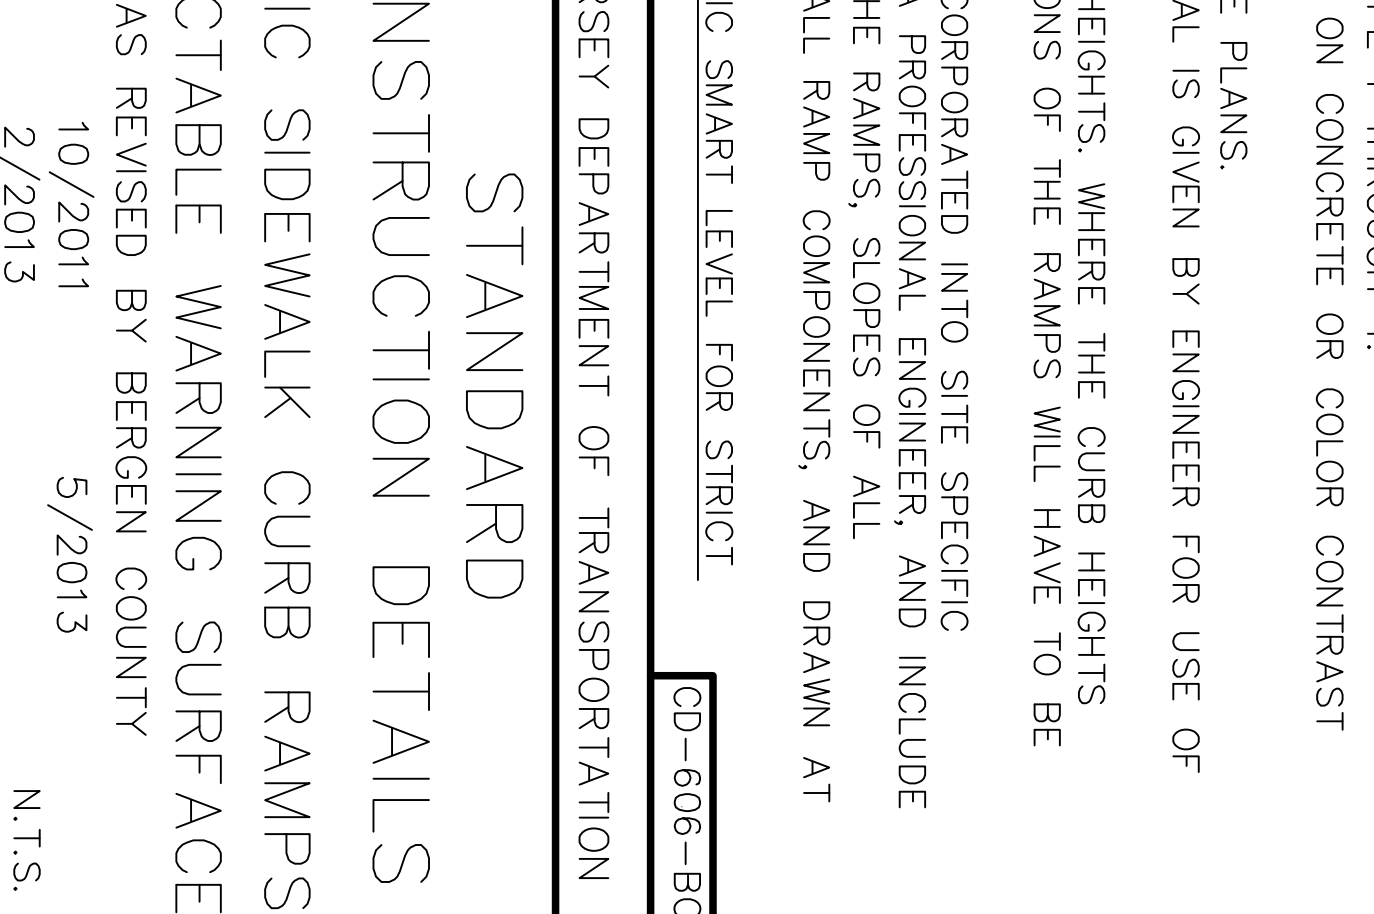 ON CONCRETE OR COLOR CONTRAST
E PLANS.
AL IS GIVEN BY ENGINEER FOR USE OF
HEIGHTS. WHERE THE CURB HEIGHTS
ONS OF THE RAMPS WILL HAVE TO BE
CORPORATED INTO SITE SPECIFIC
A PROFESSIONAL ENGINEER, AND INCLUDE
HE RAMPS, SLOPES OF ALL
ALL RAMP COMPONENTS, AND DRAWN AT
IC SMART LEVEL FOR STRICT
CD-606-BC
RSEY DEPARTMENT OF TRANSPORTATION
STANDARD
NSTRUCTION DETAILS
IC SIDEWALK CURB RAMPS
CTABLE WARNING SURFACE
AS REVISED BY BERGEN COUNTY
10/2011 5/2013
2/2013 N.T.S.